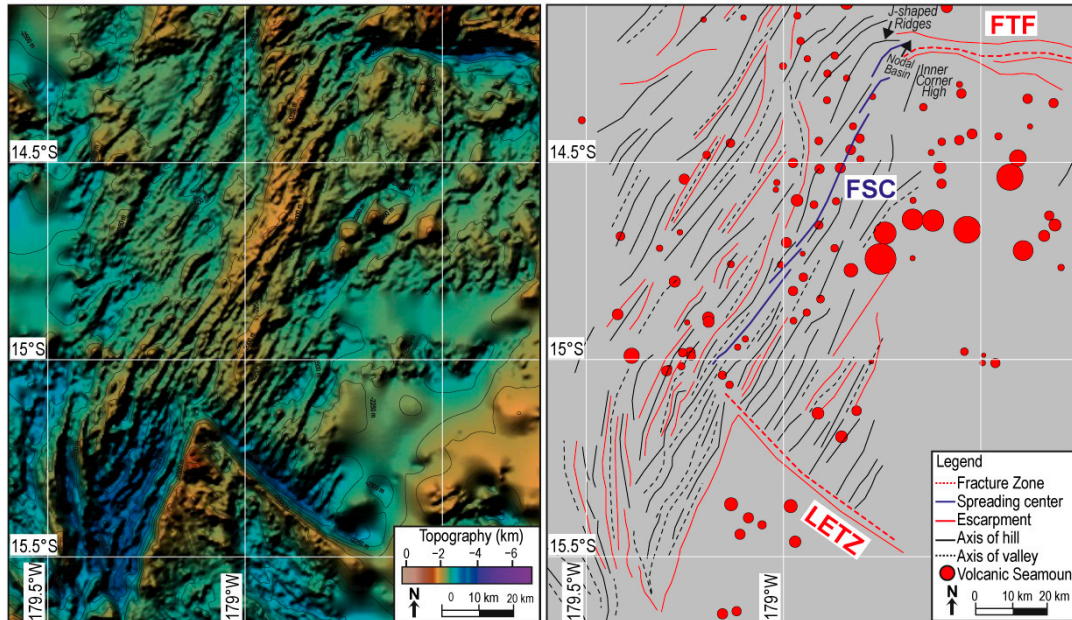 14.5°S
15°S
15.5°S
179.5°W
179°W
Topography (km)
0 −2 −4 −6
N
0 10 km 20 km
J-shaped
Ridges
FTF
Nodal
Basin
Inner
Corner
High
14.5°S
FSC
15°S
LETZ
15.5°S
179.5°W
179°W
Legend
Fracture Zone
Spreading center
Escarpment
Axis of hill
Axis of valley
Volcanic Seamount
N
0 10 km 20 km